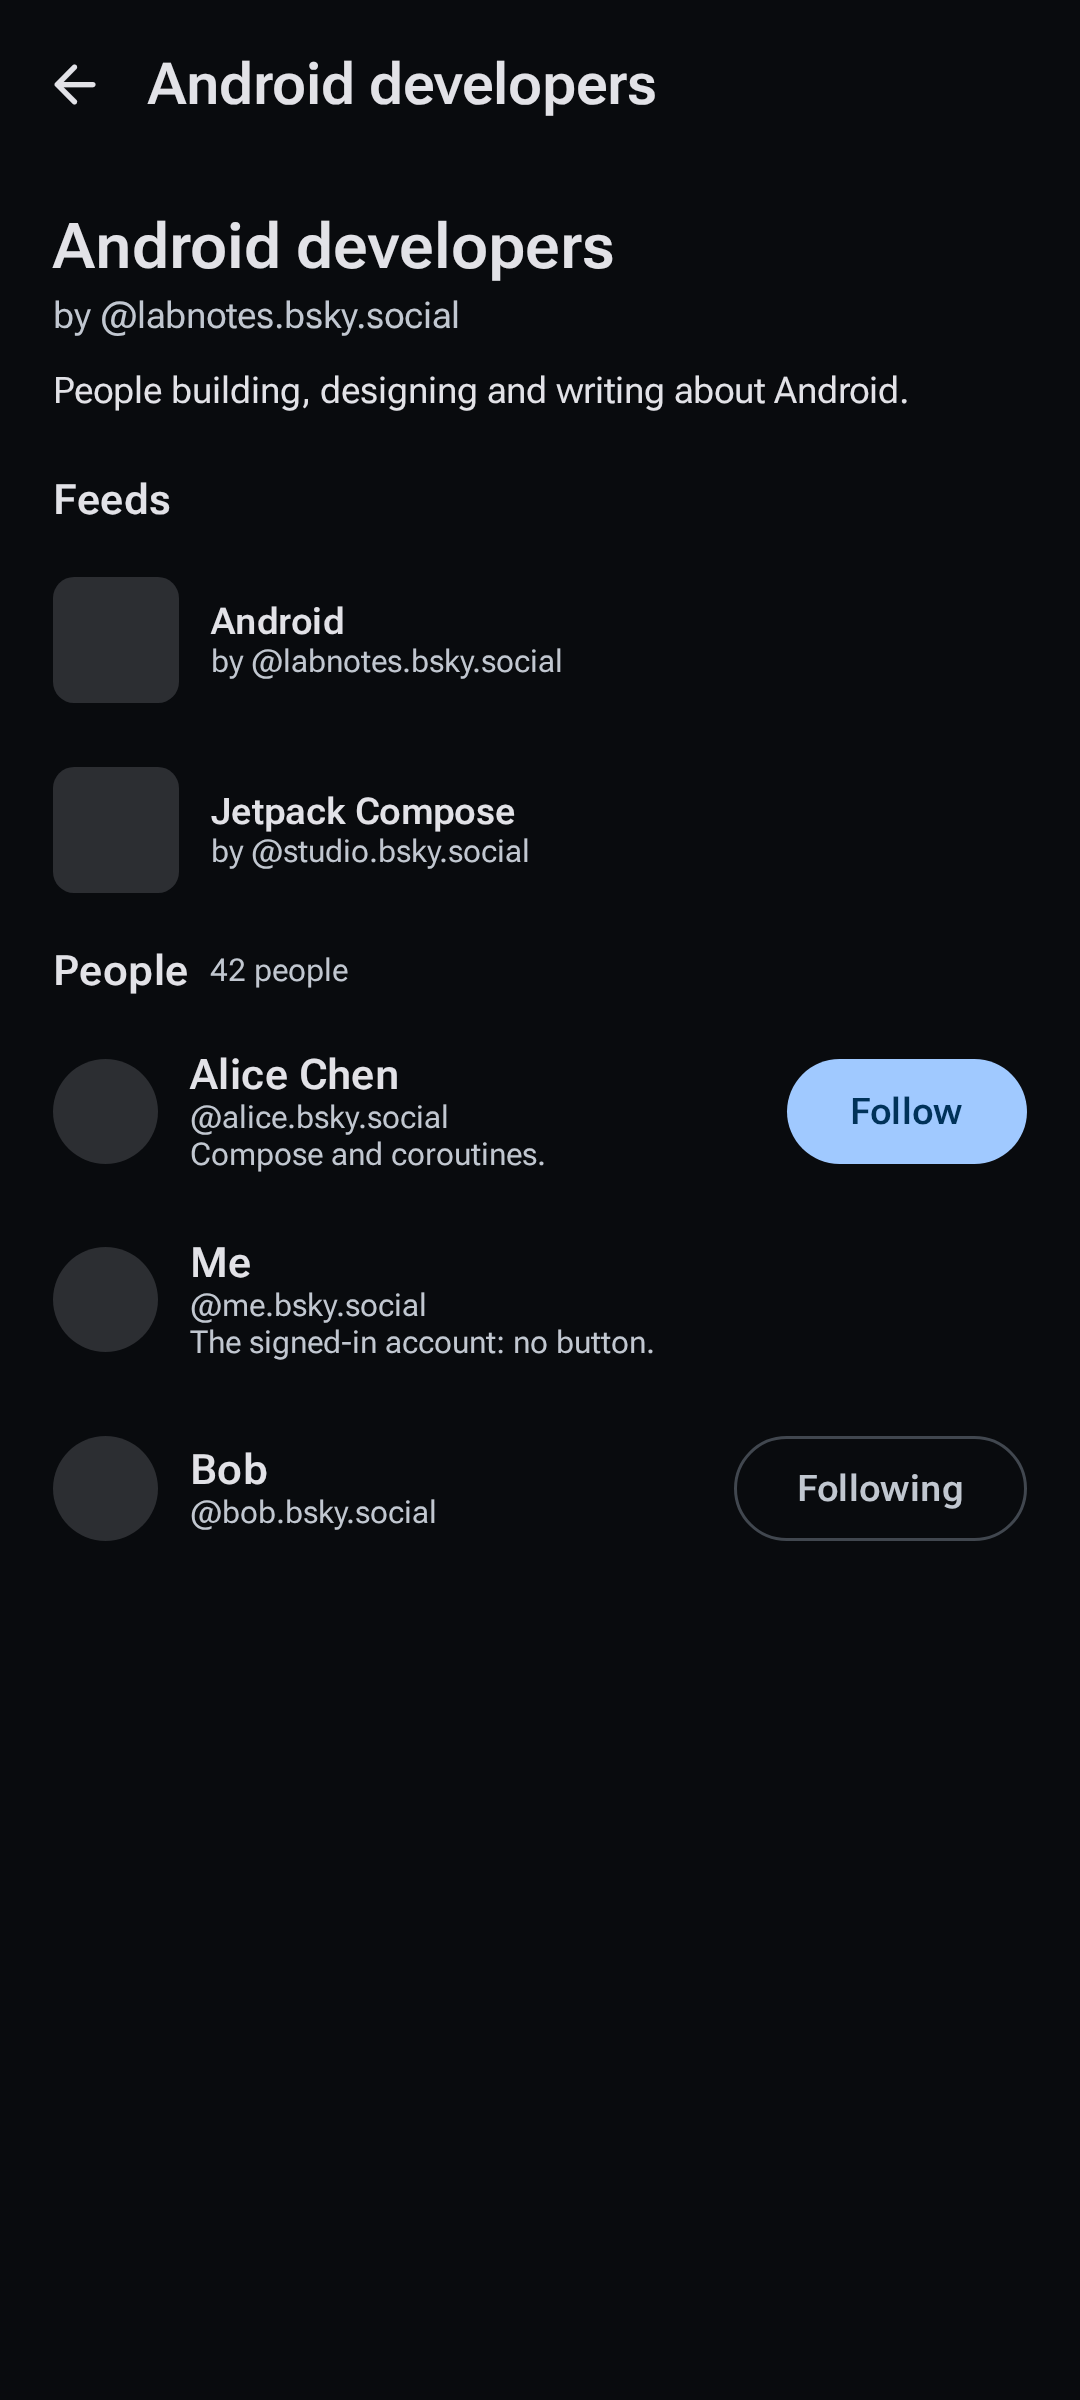 Android developers
Android developers
by @labnotes.bsky.social
People building, designing and writing about Android.
Feeds
Android
by @labnotes.bsky.social
Jetpack Compose
by @studio.bsky.social
People 42 people
Alice Chen
@alice.bsky.social
Compose and coroutines.
Follow
Me
@me.bsky.social
The signed-in account: no button.
Bob
@bob.bsky.social
Following